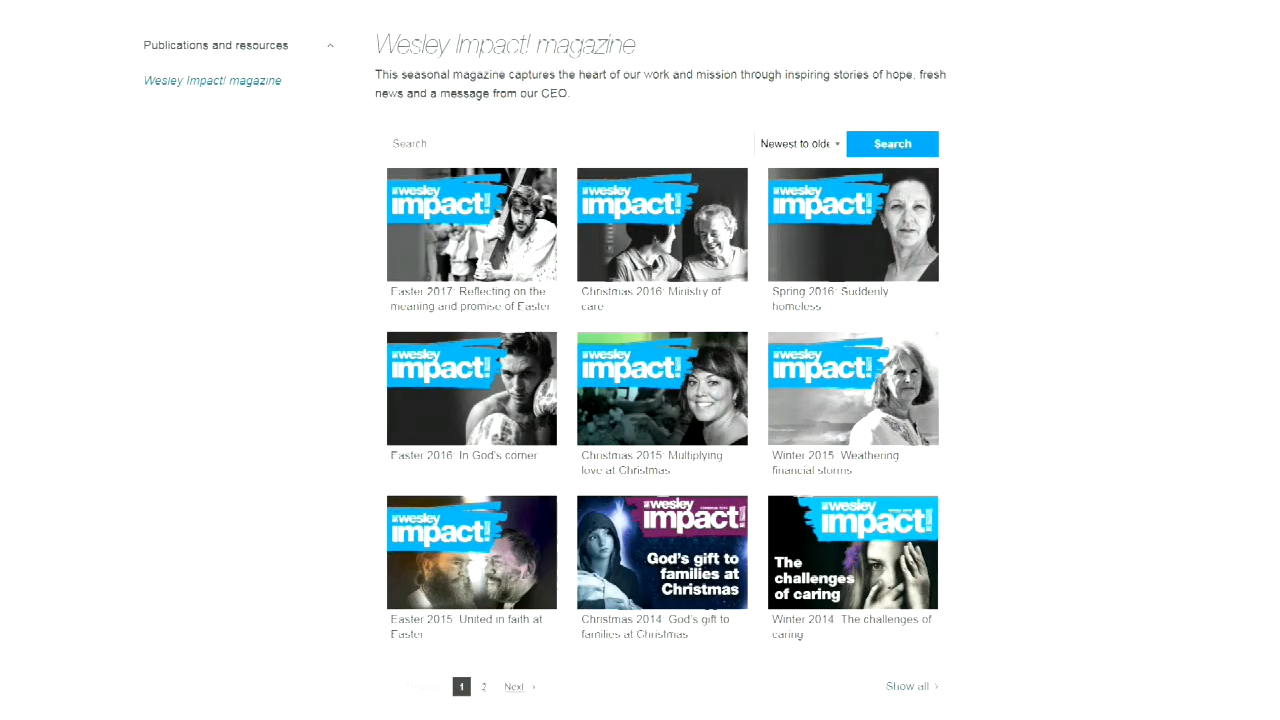 Publications and resources
Wesley Impact! magazine
Wesley Impact! magazine
This seasonal magazine captures the heart of our work and mission through inspiring stories of hope, fresh
news and a message from our CEO.
Search
Newest to olde
Search
wesley
impact!
wesley
impact!
wesley
impact!
Easter 2017: Reflecting on the
meaning and promise of Easter
Christmas 2016: Ministry of
care
Spring 2016: Suddenly
homeless
wesley
impact!
wesley
impact!
wesley
impact!
Easter 2016: In God's corner
Christmas 2015: Multiplying
love at Christmas
Winter 2015: Weathering
financial storms
wesley
impact!
wesley
impact!
God's gift to
families at
Christmas
wesley
impact!
The
challenges
of caring
Easter 2015: United in faith at
Easter
Christmas 2014: God's gift to
families at Christmas
Winter 2014: The challenges of
caring
1 2 Next ›
Show all ›